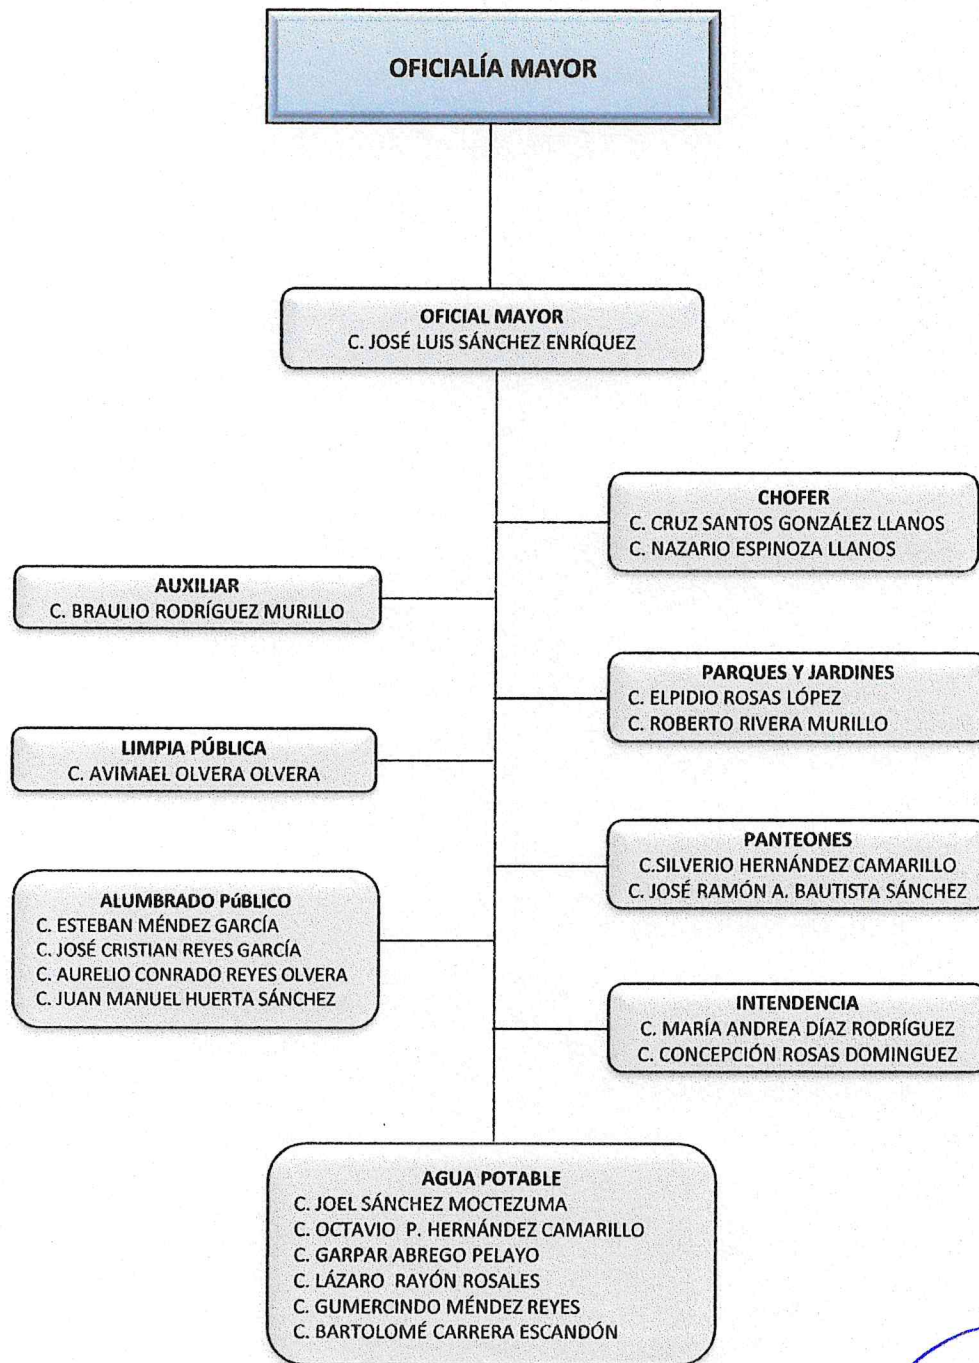 OFICIALÍA MAYOR
OFICIAL MAYOR
C. JOSÉ LUIS SÁNCHEZ ENRÍQUEZ
CHOFER
C. CRUZ SANTOS GONZÁLEZ LLANOS
C. NAZARIO ESPINOZA LLANOS
AUXILIAR
C. BRAULIO RODRÍGUEZ MURILLO
PARQUES Y JARDINES
C. ELPIDIO ROSAS LÓPEZ
C. ROBERTO RIVERA MURILLO
LIMPIA PÚBLICA
C. AVIMAEL OLVERA OLVERA
PANTEONES
C.SILVERIO HERNÁNDEZ CAMARILLO
C. JOSÉ RAMÓN A. BAUTISTA SÁNCHEZ
ALUMBRADO PúBLICO
C. ESTEBAN MÉNDEZ GARCÍA
C. JOSÉ CRISTIAN REYES GARCÍA
C. AURELIO CONRADO REYES OLVERA
C. JUAN MANUEL HUERTA SÁNCHEZ
INTENDENCIA
C. MARÍA ANDREA DÍAZ RODRÍGUEZ
C. CONCEPCIÓN ROSAS DOMINGUEZ
AGUA POTABLE
C. JOEL SÁNCHEZ MOCTEZUMA
C. OCTAVIO P. HERNÁNDEZ CAMARILLO
C. GARPAR ABREGO PELAYO
C. LÁZARO RAYÓN ROSALES
C. GUMERCINDO MÉNDEZ REYES
C. BARTOLOMÉ CARRERA ESCANDÓN